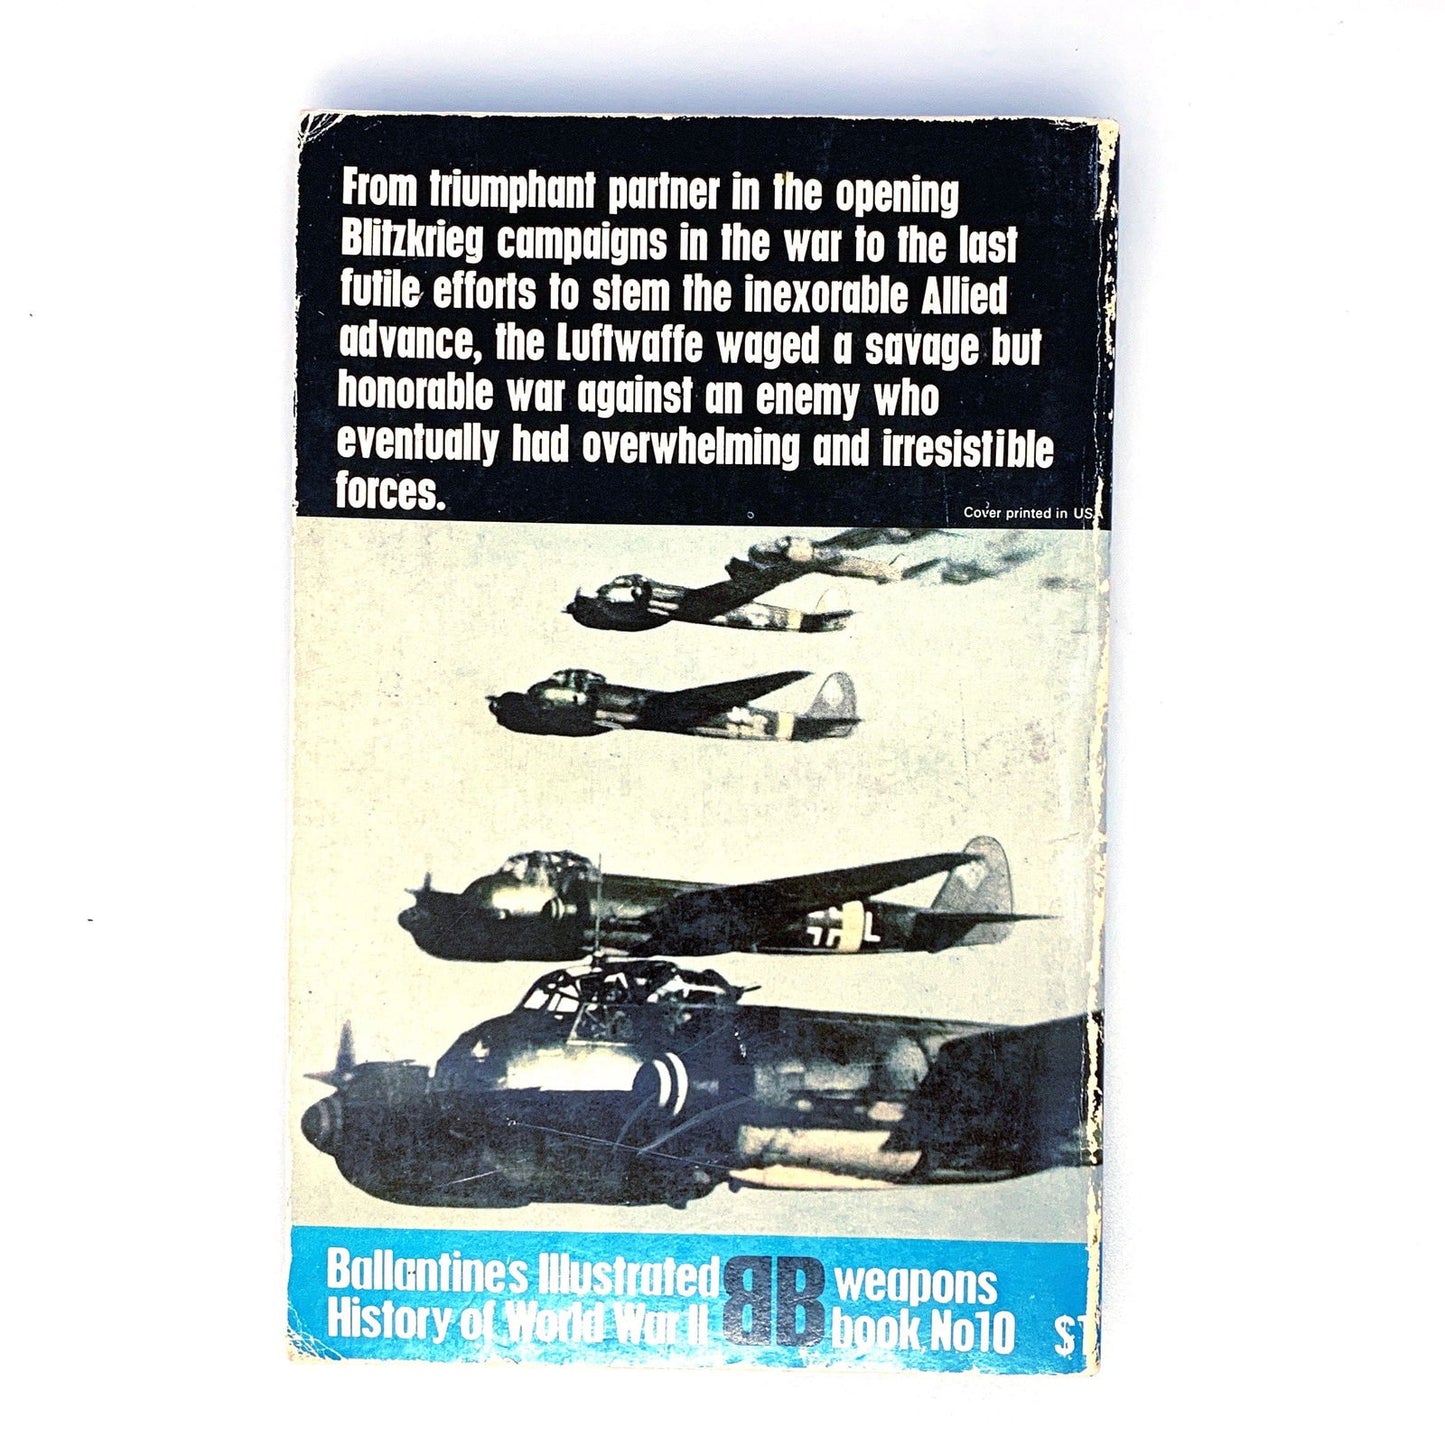 From triumphant partner in the opening
Blitzkrieg campaigns in the war to the last
futile efforts to stem the inexorable Allied
advance, the Luftwaffe waged a savage but
honorable war against an enemy who
eventually had overwhelming and irresistible
forces.
Cover printed in USA
L
Ballantine's Illustrated BB weapons
History of World War II book No10 $1